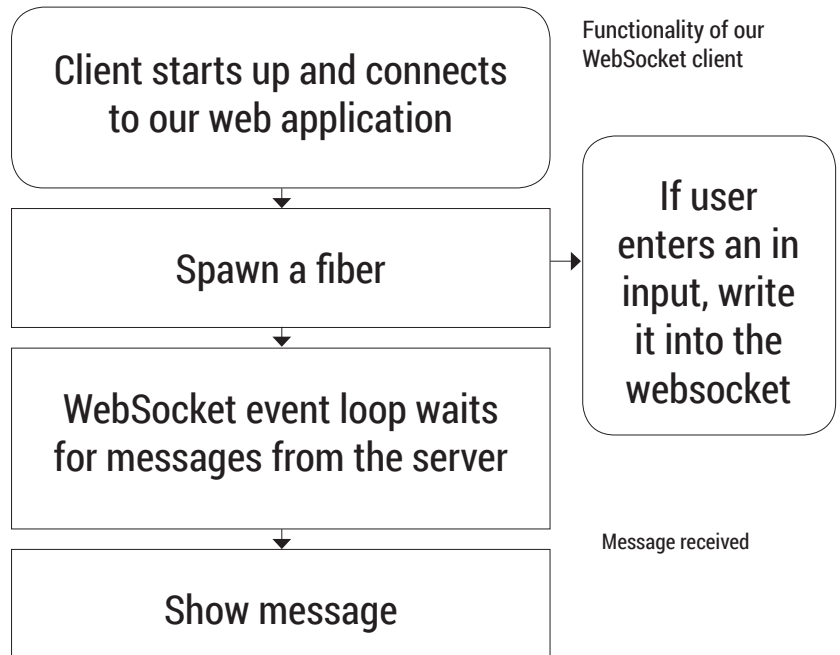 Functionality of our
WebSocket client
Client starts up and connects
to our web application
Spawn a fiber
If user
enters an in
input, write
it into the
websocket
WebSocket event loop waits
for messages from the server
Message received
Show message